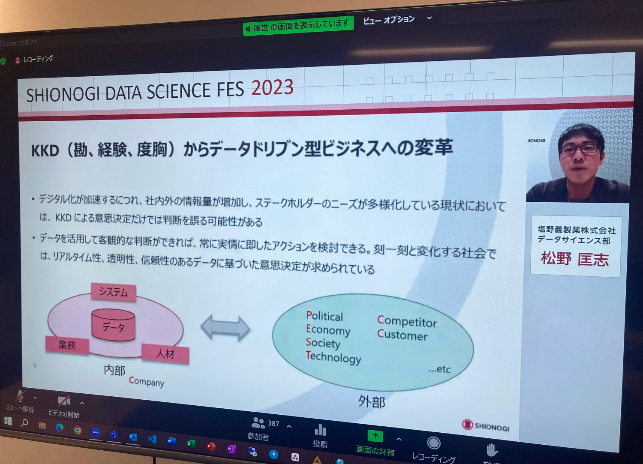 運営 の画面を表示しています
ビュー オプション
レコーディング
SHIONOGI DATA SCIENCE FES 2023
KKD（勘、経験、度胸）からデータドリブン型ビジネスへの変革
• デジタル化が加速するにつれ、社内外の情報量が増加し、ステークホルダーのニーズが多様化している現状において
は、KKDによる意思決定だけでは判断を誤る可能性がある
• データを活用して客観的な判断ができれば、常に実情に即したアクションを検討できる。刻一刻と変化する社会で
は、リアルタイム性、透明性、信頼性のあるデータに基づいた意思決定が求められている
システム
データ
業務
人材
内部
Company
Political
Economy
Society
Technology
Competitor
Customer
...etc
外部
塩野義製薬株式会社
データサイエンス部
松野 匡志
SHIONOGI
ミュート解除
ビデオの開始
387
参加者
投票
画面の共有
レコーディング